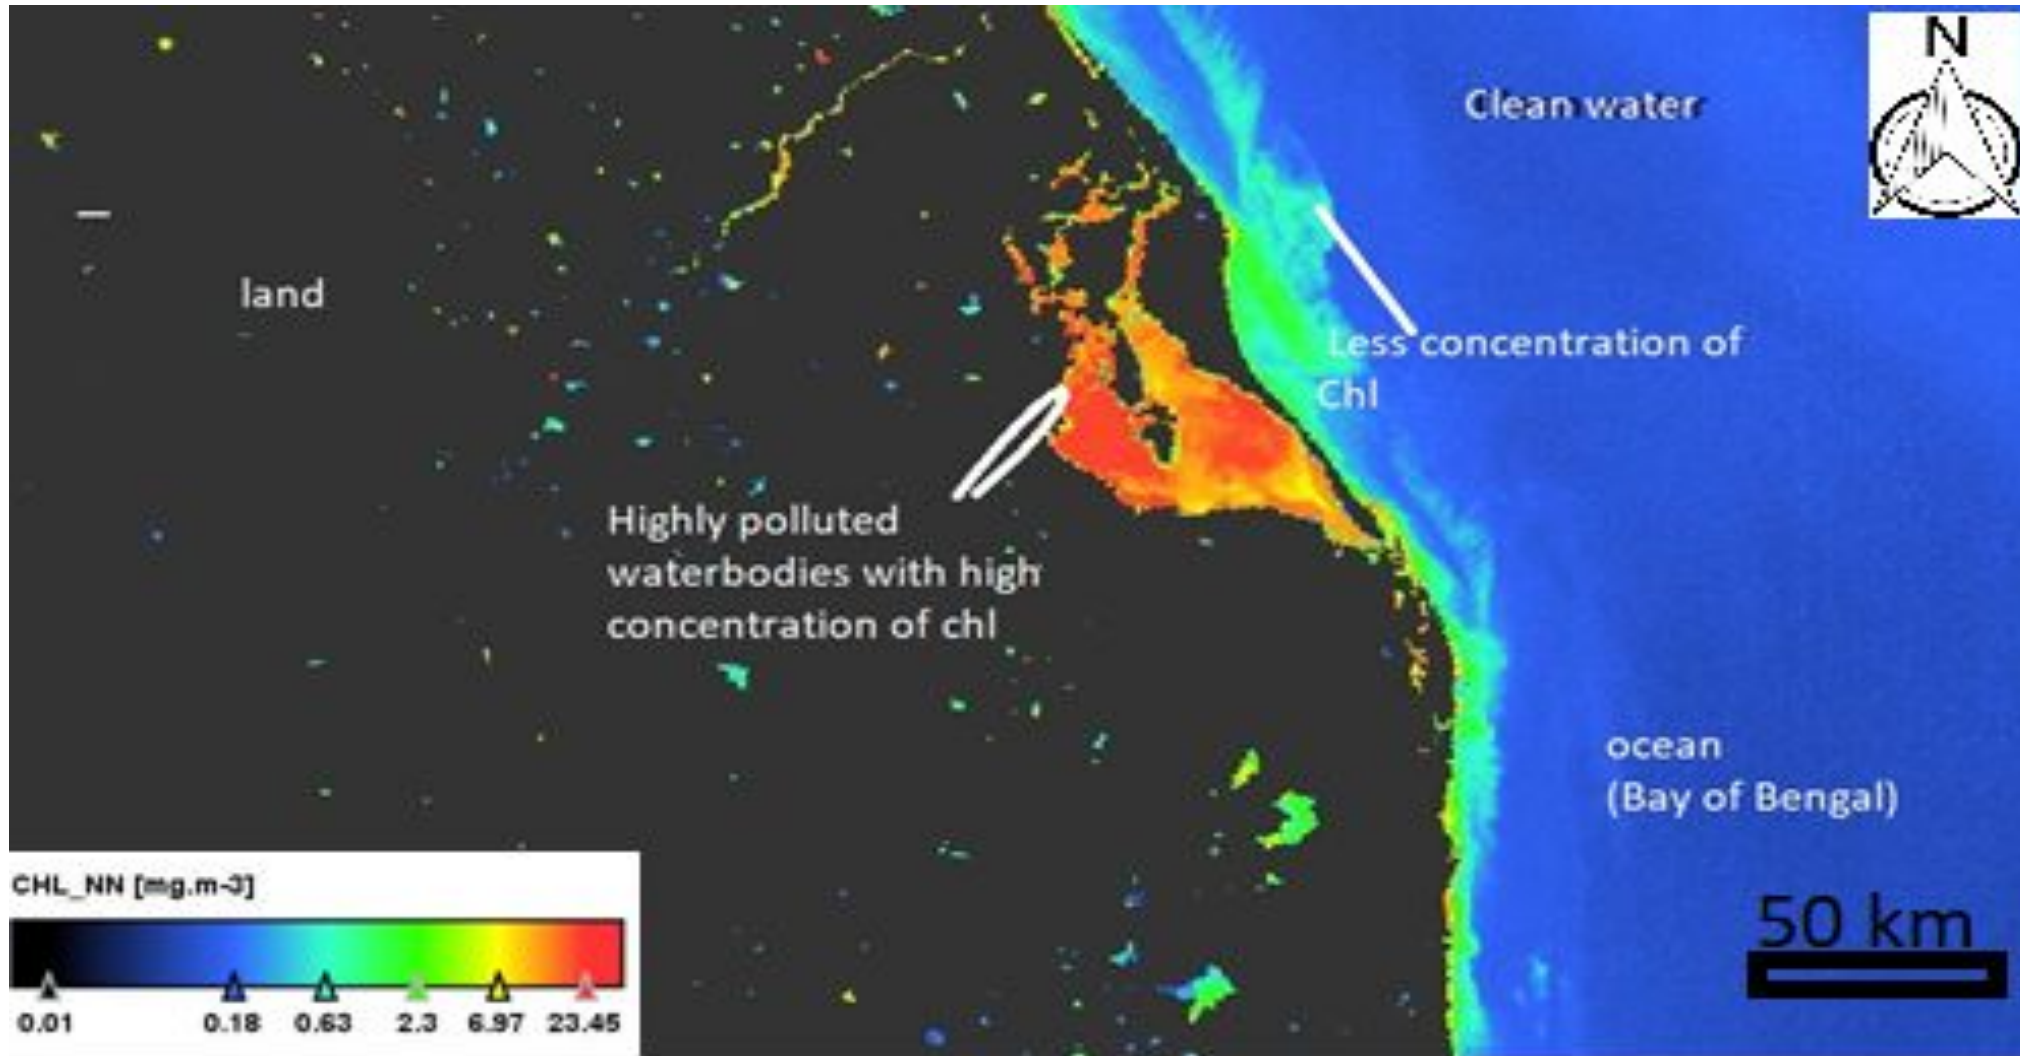 N
Clean water
land
Less concentration of
Chl
Highly polluted
waterbodies with high
concentration of chl
ocean
(Bay of Bengal)
CHL_NN [mg.m-3]
0.01 0.18 0.63 2.3 6.97 23.45
50 km